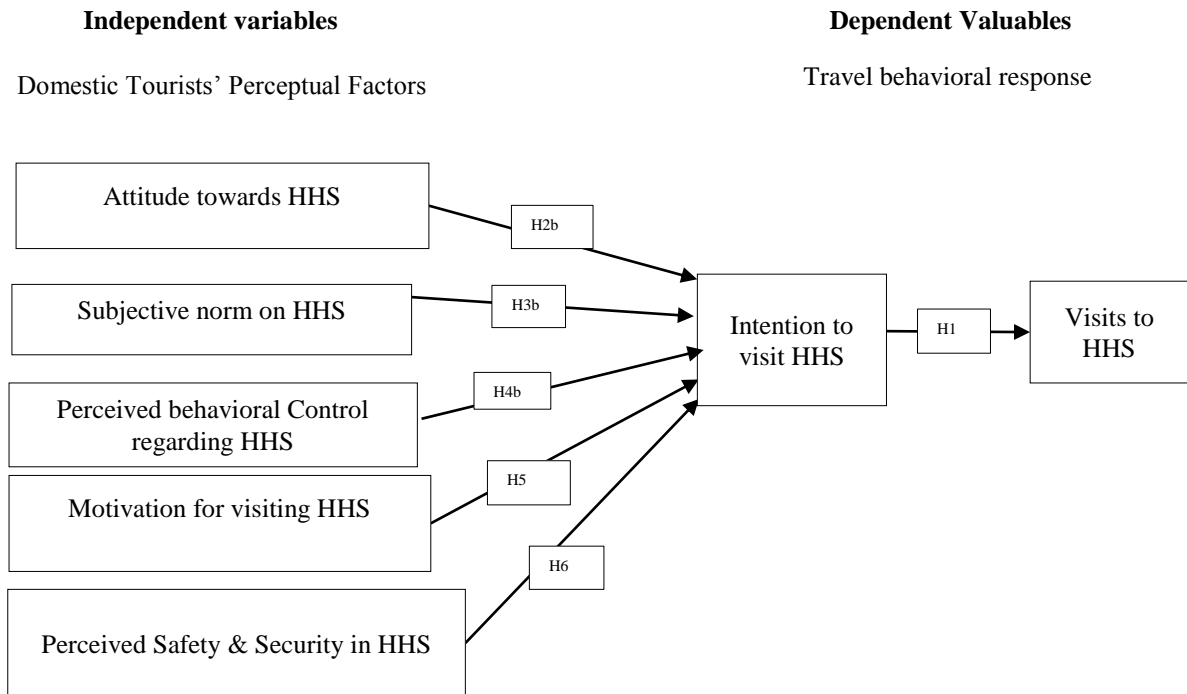 Independent variables
Dependent Valuables
Domestic Tourists’ Perceptual Factors
Travel behavioral response
Attitude towards HHS
H2b
Subjective norm on HHS
H3b
Perceived behavioral Control
regarding HHS
H4b
Motivation for visiting HHS
H5
Perceived Safety & Security in HHS
H6
Intention to
visit HHS
H1
Visits to
HHS